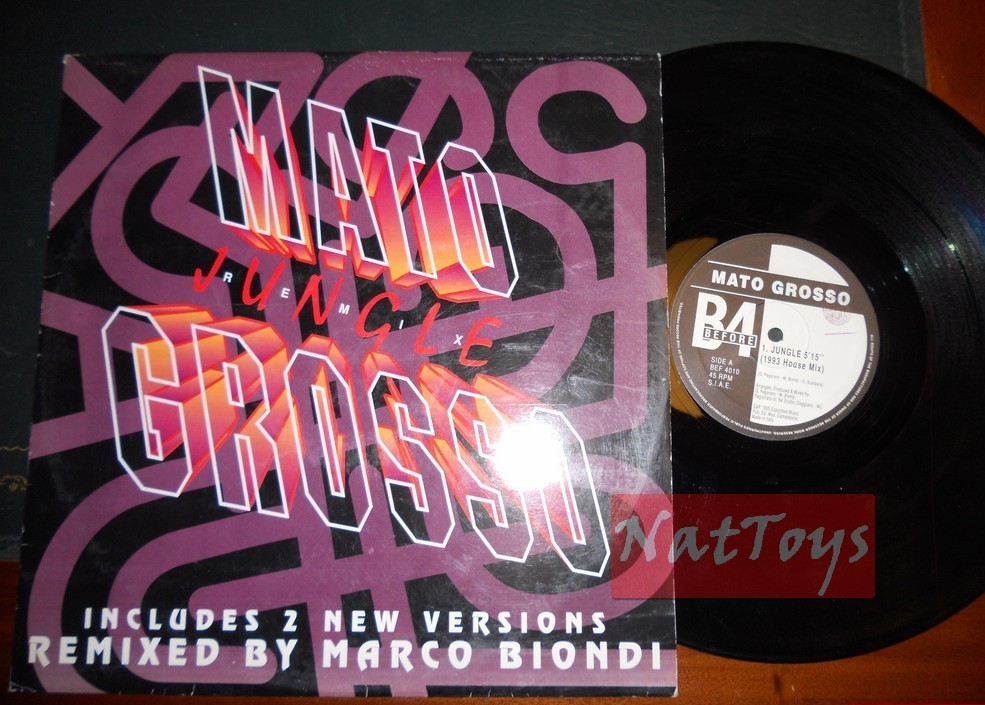 MATO
JUNGLE
REMIX
GROSSO
INCLUDES 2 NEW VERSIONS
REMIXED BY MARCO BIONDI
MATO GROSSO
B4
BEFORE
SIDE A
BEF 4010
45 RPM
S.I.A.E.
1. JUNGLE 5'15"
(1993 House Mix)
NatToys